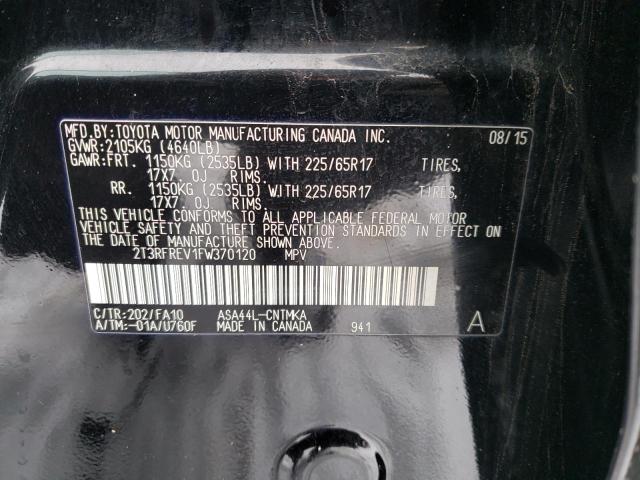 MFD.BY:TOYOTA MOTOR MANUFACTURING CANADA INC. 08/15
GVWR:2105KG (4640LB)
GAWR:FRT. 1150KG (2535LB) WITH 225/65R17 TIRES,
17X7.0J RIMS.
RR. 1150KG (2535LB) WITH 225/65R17 TIRES,
17X7.0J RIMS.
THIS VEHICLE CONFORMS TO ALL APPLICABLE FEDERAL MOTOR
VEHICLE SAFETY AND THEFT PREVENTION STANDARDS IN EFFECT
ON THE DATE OF MANUFACTURE SHOWN ABOVE.
2T3RFREV1FW370120 MPV
C/TR:202/FA10 ASA44L-CNTMKA
A/TM:-01A/U760F MADE IN CANADA 941 A